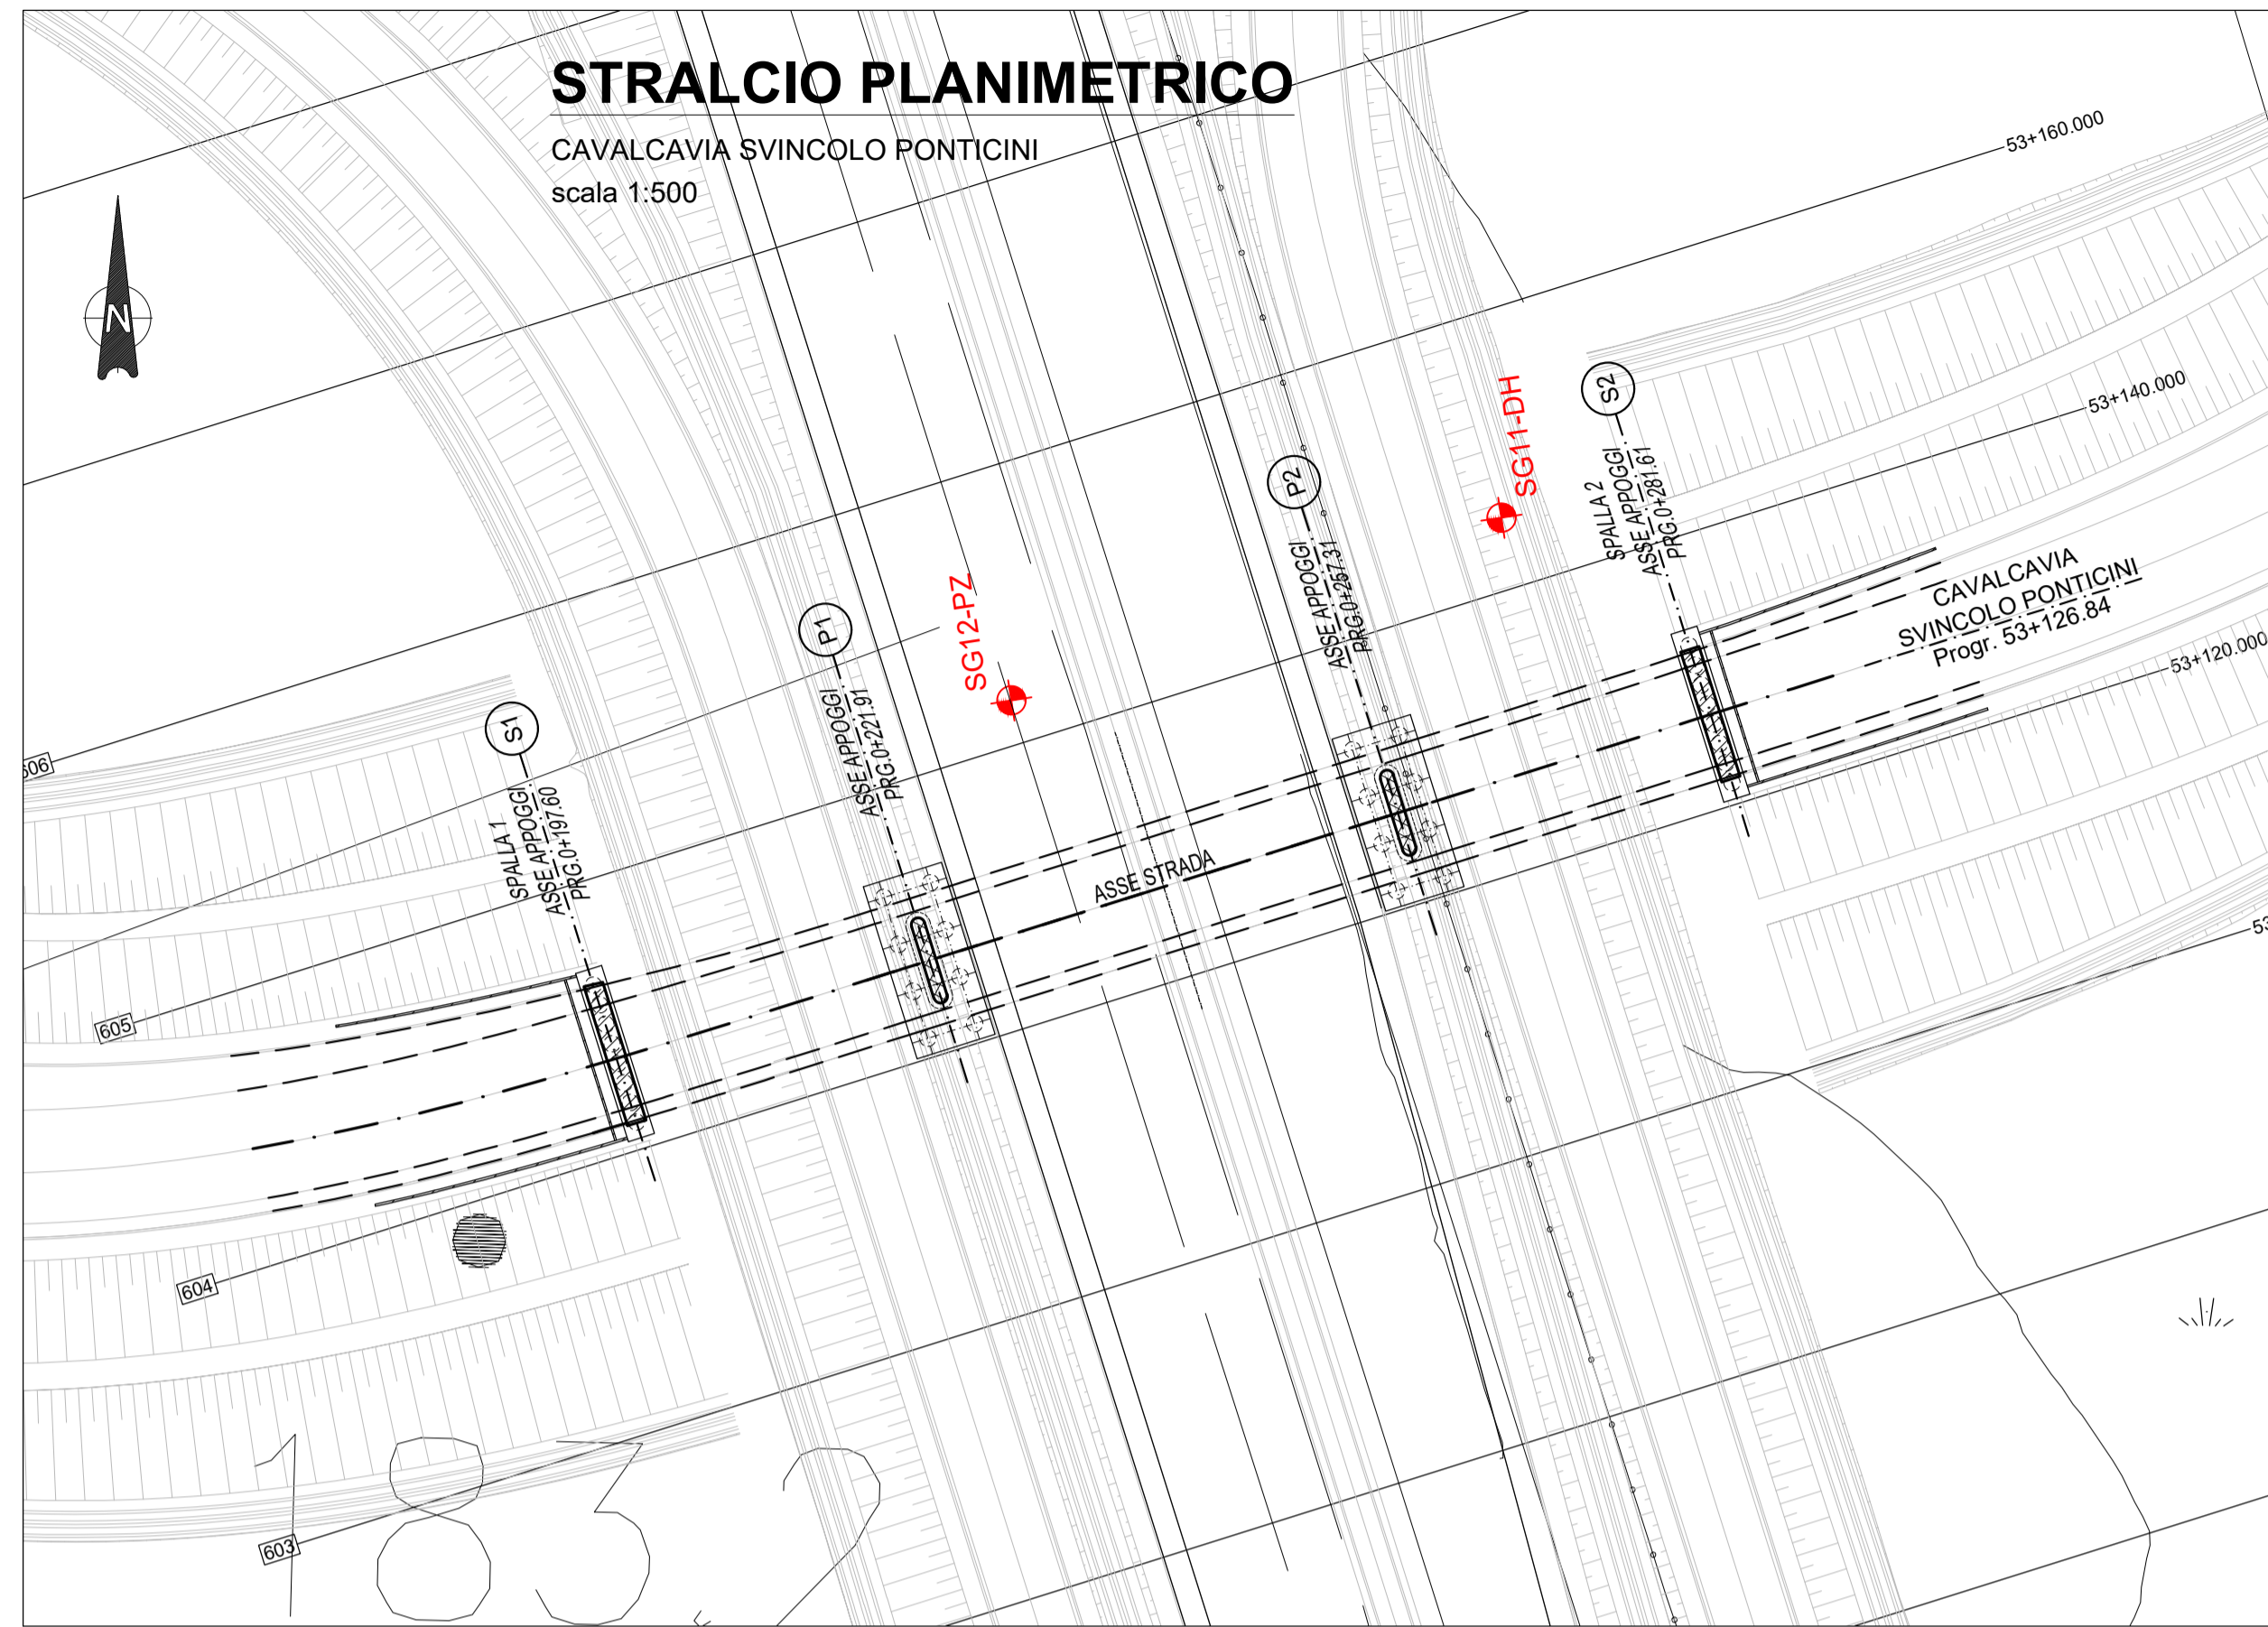 STRALCIO PLANIMETRICO
CAVALCAVIA SVINCOLO PONTICINI
scala 1:500
N
53+160.000
53+140.000
SG11-DH
S2
SPALLA 2
ASSE APPOGGI
PRG.0+281.61
P2
ASSE APPOGGI
PRG.0+257.31
CAVALCAVIA
SVINCOLO PONTICINI
Progr. 53+126.84
53+120.000
SG12-PZ
P1
ASSE APPOGGI
PRG.0+221.91
S1
SPALLA 1
ASSE APPOGGI
PRG.0+197.60
606
ASSE STRADA
53
605
604
603
183